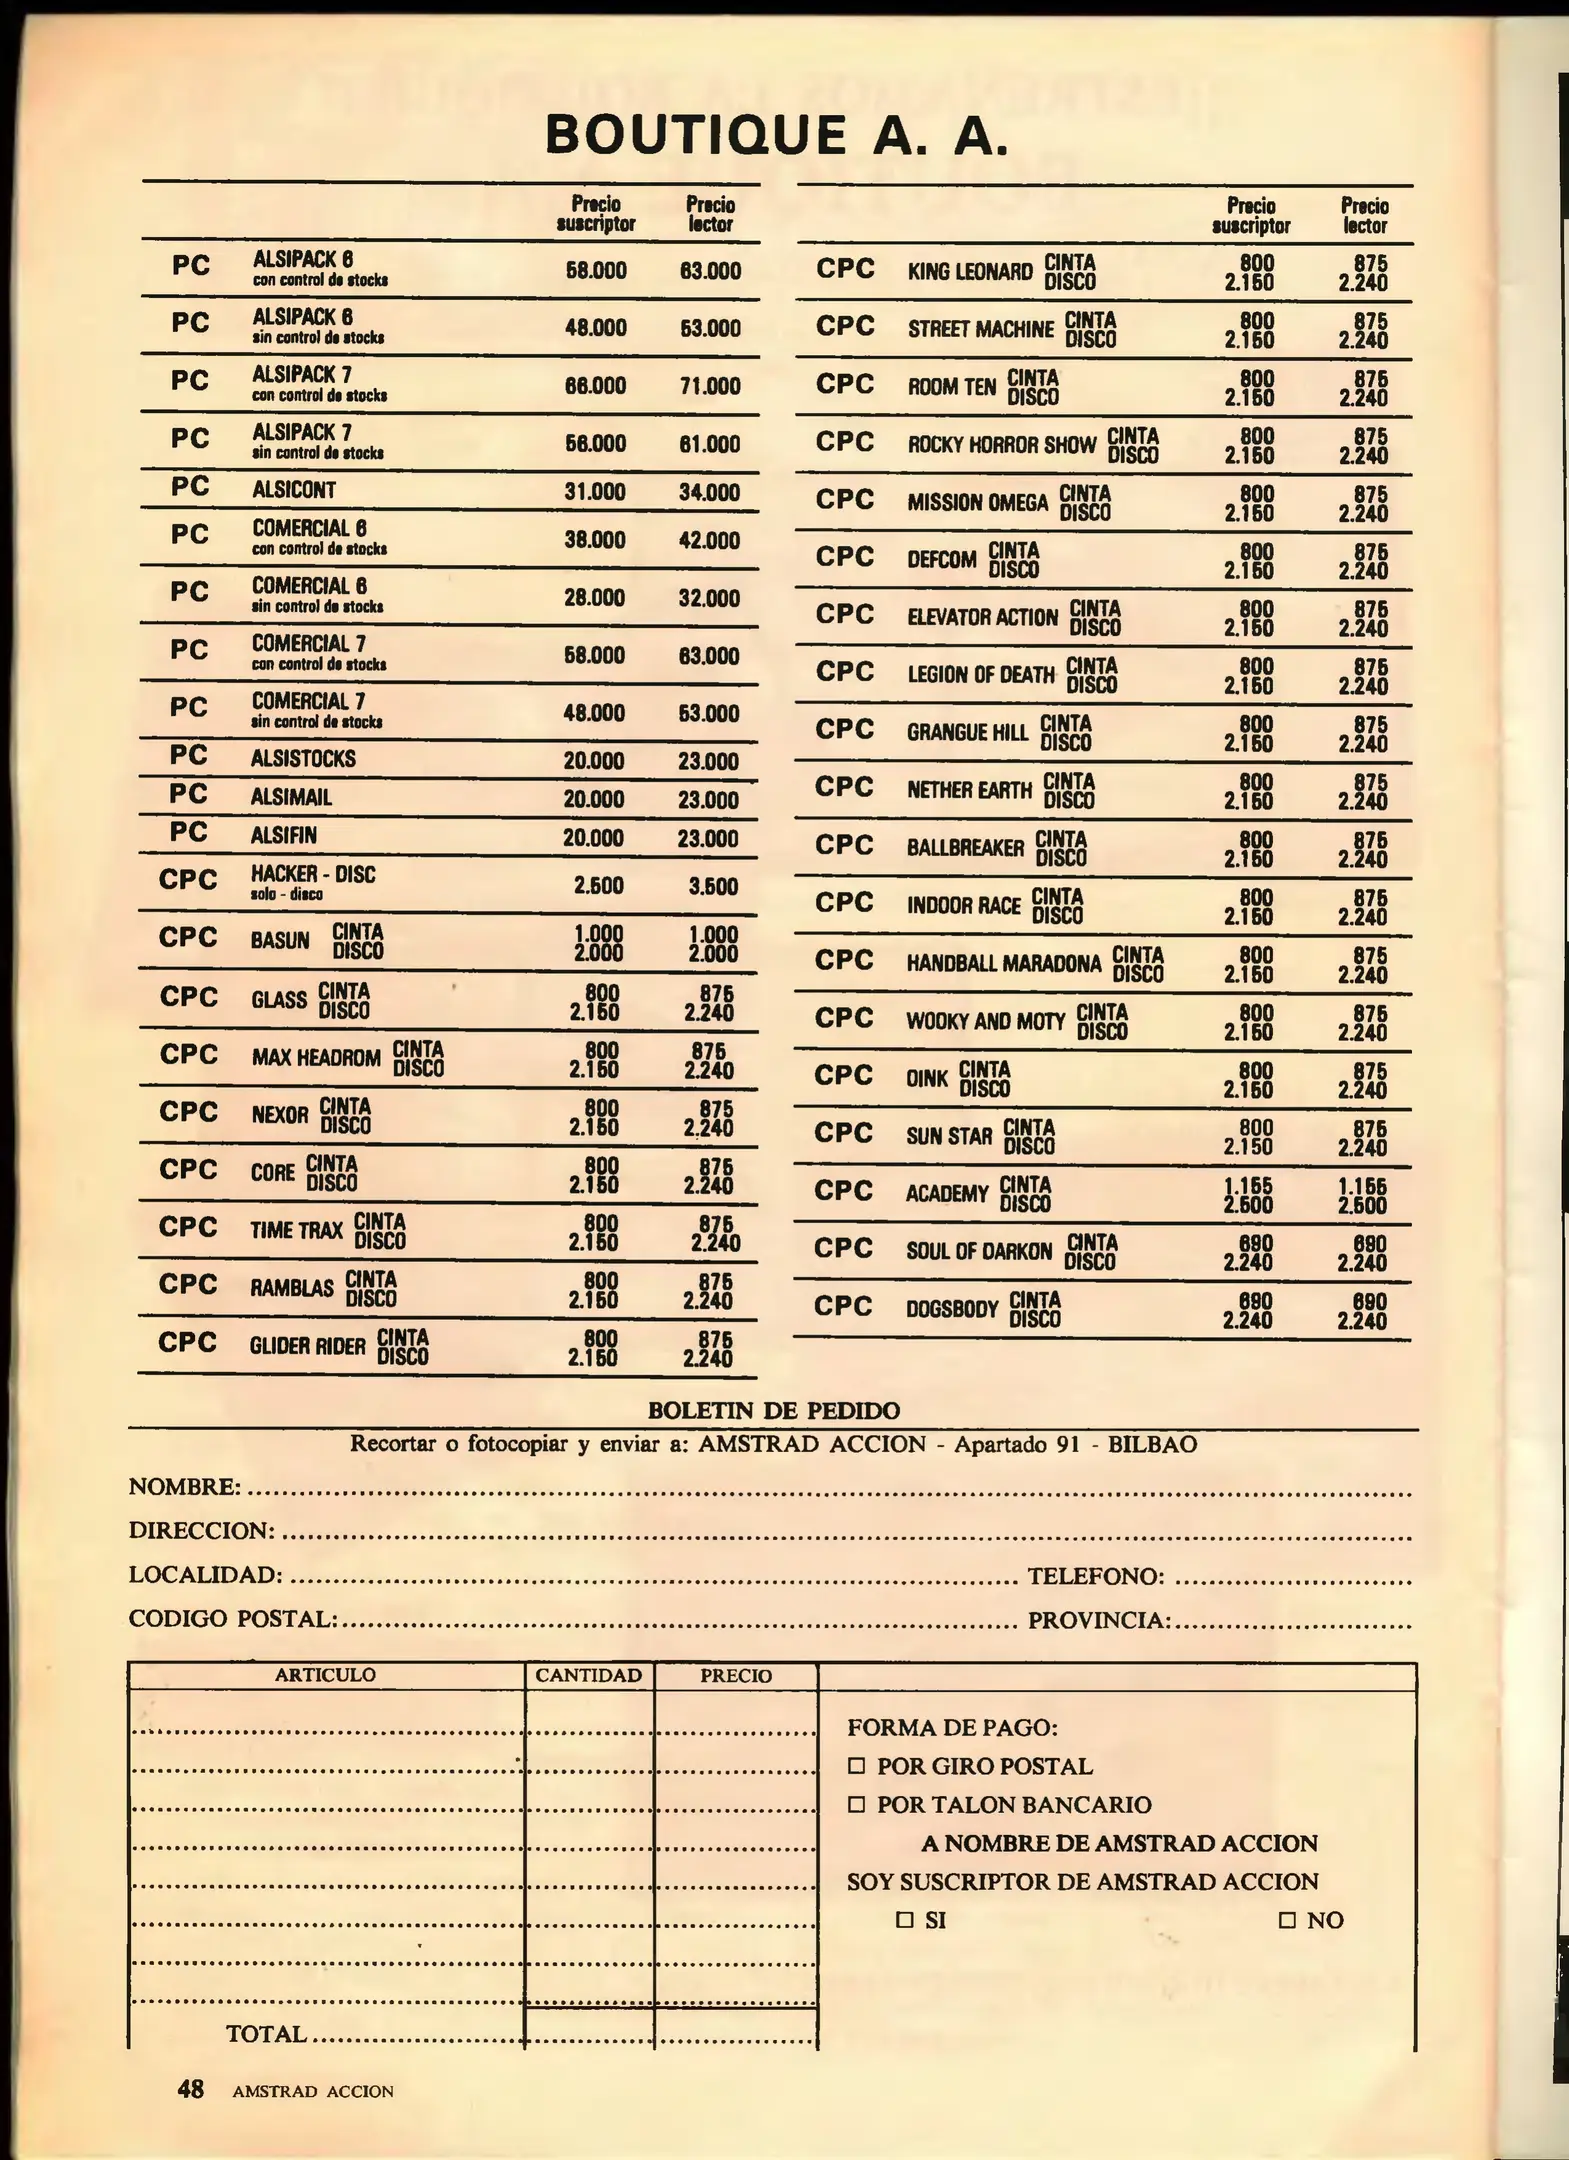 BOUTIQUE A. A.
Precio suscriptor Precio lector
PC ALSIPACK 6 58.000 63.000
con control de stocks
PC ALSIPACK 6 48.000 53.000
sin control de stocks
PC ALSIPACK 7 66.000 71.000
con control de stocks
PC ALSIPACK 7 56.000 61.000
sin control de stocks
PC ALSICONT 31.000 34.000
PC COMERCIAL 6 38.000 42.000
con control de stocks
PC COMERCIAL 6 28.000 32.000
sin control de stocks
PC COMERCIAL 7 58.000 63.000
con control de stocks
PC COMERCIAL 7 48.000 53.000
sin control de stocks
PC ALSISTOCKS 20.000 23.000
PC ALSIMAIL 20.000 23.000
PC ALSIFIN 20.000 23.000
CPC HACKER - DISC 2.500 3.500
solo - disco
CPC BASUN CINTA 1.000 1.000
DISCO 2.000 2.000
CPC GLASS CINTA 800 875
DISCO 2.150 2.240
CPC MAX HEADROM CINTA 800 875
DISCO 2.150 2.240
CPC NEXOR CINTA 800 875
DISCO 2.150 2.240
CPC CORE CINTA 800 875
DISCO 2.150 2.240
CPC TIME TRAX CINTA 800 875
DISCO 2.150 2.240
CPC RAMBLAS CINTA 800 875
DISCO 2.150 2.240
CPC GLIDER RIDER CINTA 800 875
DISCO 2.150 2.240
Precio suscriptor Precio lector
CPC KING LEONARD CINTA 800 875
DISCO 2.150 2.240
CPC STREET MACHINE CINTA 800 875
DISCO 2.150 2.240
CPC ROOM TEN CINTA 800 875
DISCO 2.150 2.240
CPC ROCKY HORROR SHOW CINTA 800 875
DISCO 2.150 2.240
CPC MISSION OMEGA CINTA 800 875
DISCO 2.150 2.240
CPC DEFCOM CINTA 800 875
DISCO 2.150 2.240
CPC ELEVATOR ACTION CINTA 800 875
DISCO 2.150 2.240
CPC LEGION OF DEATH CINTA 800 875
DISCO 2.150 2.240
CPC GRANGUE HILL CINTA 800 875
DISCO 2.150 2.240
CPC NETHER EARTH CINTA 800 875
DISCO 2.150 2.240
CPC BALLBREAKER CINTA 800 875
DISCO 2.150 2.240
CPC INDOOR RACE CINTA 800 875
DISCO 2.150 2.240
CPC HANDBALL MARADONA CINTA 800 875
DISCO 2.150 2.240
CPC WOOKY AND MOTY CINTA 800 875
DISCO 2.150 2.240
CPC OINK CINTA 800 875
DISCO 2.150 2.240
CPC SUN STAR CINTA 800 875
DISCO 2.150 2.240
CPC ACADEMY CINTA 1.155 1.155
DISCO 2.500 2.500
CPC SOUL OF DARKON CINTA 690 690
DISCO 2.240 2.240
CPC DOGSBODY CINTA 690 690
DISCO 2.240 2.240
BOLETIN DE PEDIDO
Recortar o fotocopiar y enviar a: AMSTRAD ACCION - Apartado 91 - BILBAO
NOMBRE:
DIRECCION:
LOCALIDAD: TELEFONO:
CODIGO POSTAL: PROVINCIA:
ARTICULO CANTIDAD PRECIO
FORMA DE PAGO:
□ POR GIRO POSTAL
□ POR TALON BANCARIO
A NOMBRE DE AMSTRAD ACCION
SOY SUSCRIPTOR DE AMSTRAD ACCION
□ SI □ NO
TOTAL
48 AMSTRAD ACCION